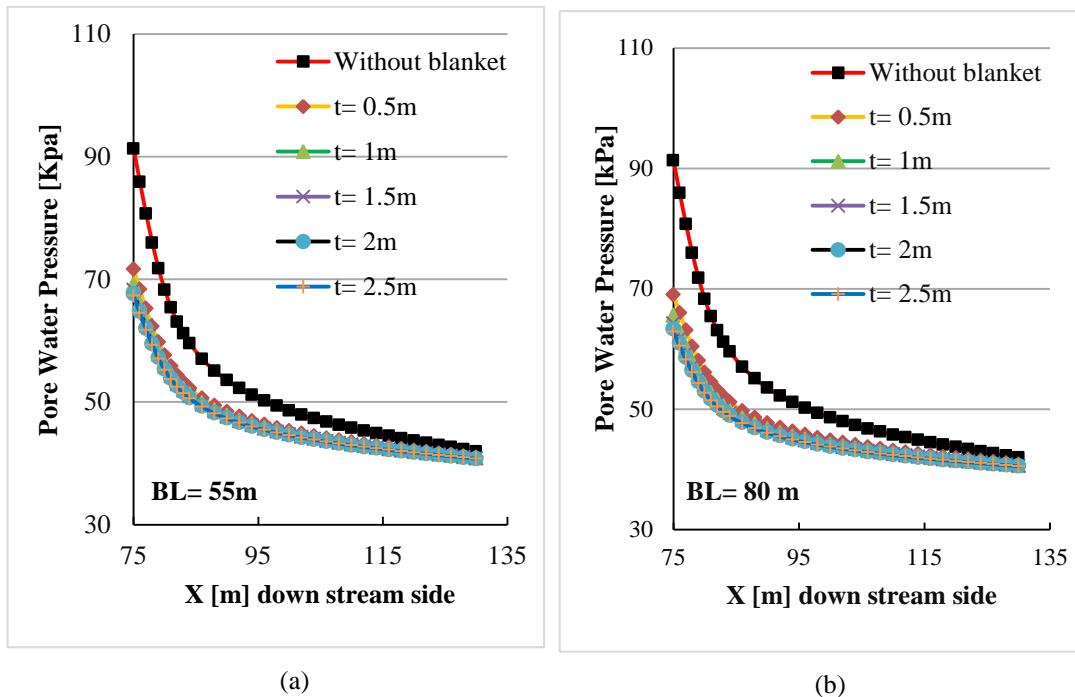 Pore Water Pressure [Kpa]
110
90
70
50
30
Without blanket
t= 0.5m
t= 1m
t= 1.5m
t= 2m
t= 2.5m
BL= 55m
75 95 115 135
X [m] down stream side
(a)
Pore Water Pressure [kPa]
110
90
70
50
30
Without blanket
t= 0.5m
t= 1m
t= 1.5m
t= 2m
t= 2.5m
BL= 80 m
75 95 115 135
X [m] down stream side
(b)